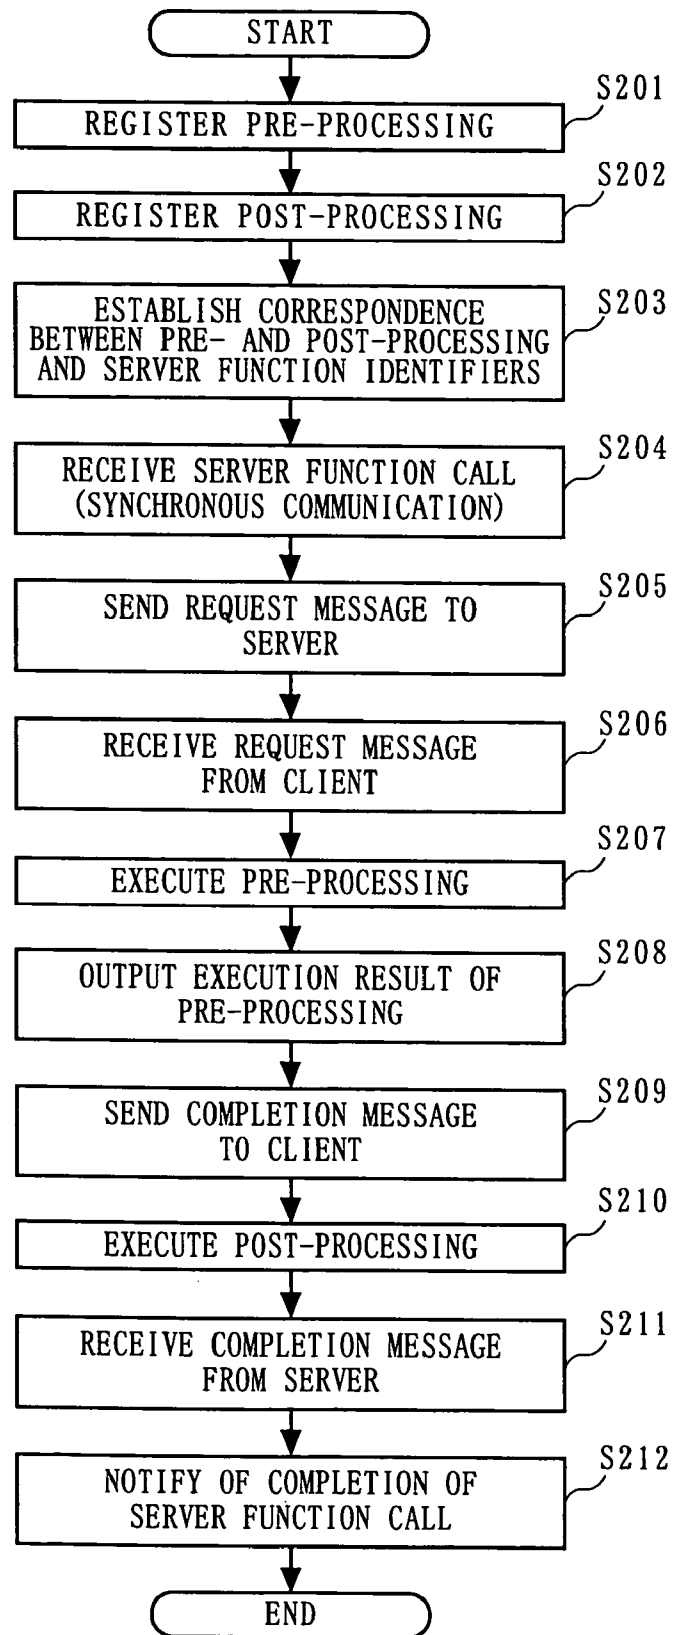 START
S201
REGISTER PRE-PROCESSING
S202
REGISTER POST-PROCESSING
S203
ESTABLISH CORRESPONDENCE
BETWEEN PRE- AND POST-PROCESSING
AND SERVER FUNCTION IDENTIFIERS
S204
RECEIVE SERVER FUNCTION CALL
(SYNCHRONOUS COMMUNICATION)
S205
SEND REQUEST MESSAGE TO
SERVER
S206
RECEIVE REQUEST MESSAGE
FROM CLIENT
S207
EXECUTE PRE-PROCESSING
S208
OUTPUT EXECUTION RESULT OF
PRE-PROCESSING
S209
SEND COMPLETION MESSAGE
TO CLIENT
S210
EXECUTE POST-PROCESSING
S211
RECEIVE COMPLETION MESSAGE
FROM SERVER
S212
NOTIFY OF COMPLETION OF
SERVER FUNCTION CALL
END